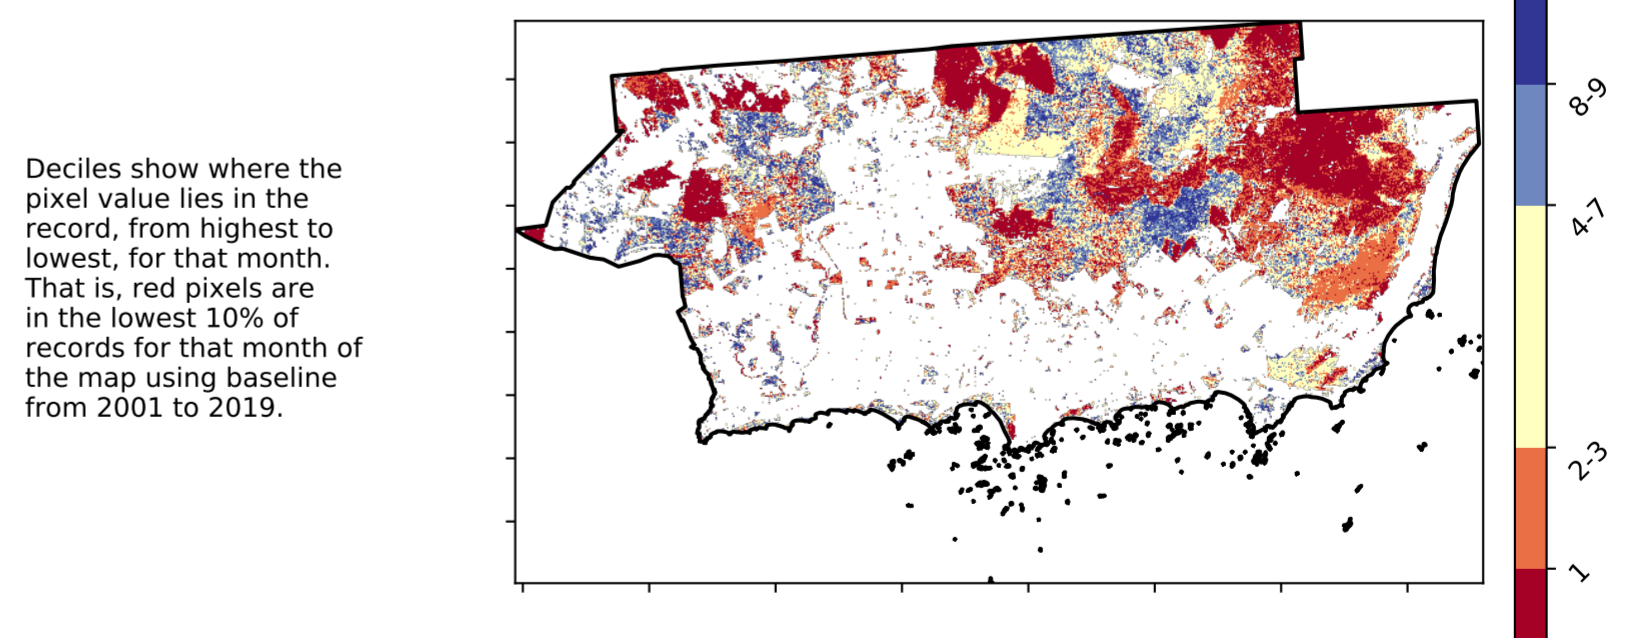 Deciles show where the
pixel value lies in the
record, from highest to
lowest, for that month.
That is, red pixels are
in the lowest 10% of
records for that month of
the map using baseline
from 2001 to 2019.
8-9
4-7
2-3
1